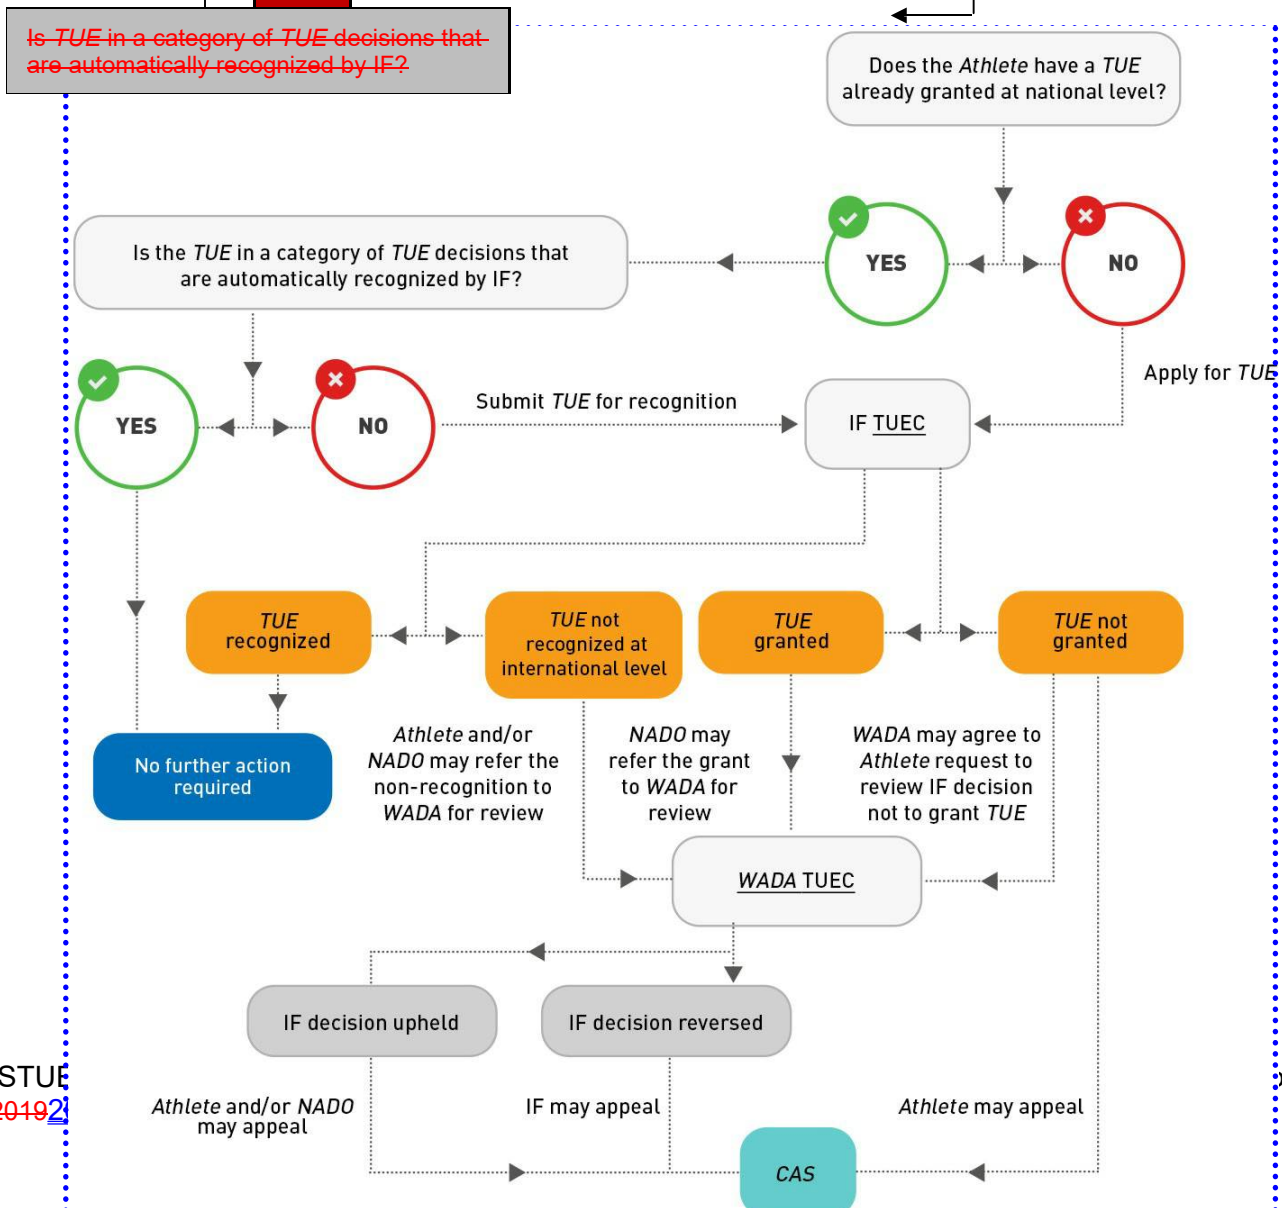 Is TUE in a category of TUE decisions that
are automatically recognized by IF?
Does the Athlete have a TUE
already granted at national level?
Is the TUE in a category of TUE decisions that
are automatically recognized by IF?
YES
NO
Apply for TUE
YES
NO
Submit TUE for recognition
IF TUEC
TUE
recognized
TUE not
recognized at
international level
TUE
granted
TUE not
granted
No further action
required
Athlete and/or
NADO may refer the
non-recognition to
WADA for review
NADO may
refer the grant
to WADA for
review
WADA may agree to
Athlete request to
review IF decision
not to grant TUE
WADA TUEC
IF decision upheld
IF decision reversed
STUE
20192
Athlete and/or NADO
may appeal
IF may appeal
Athlete may appeal
CAS